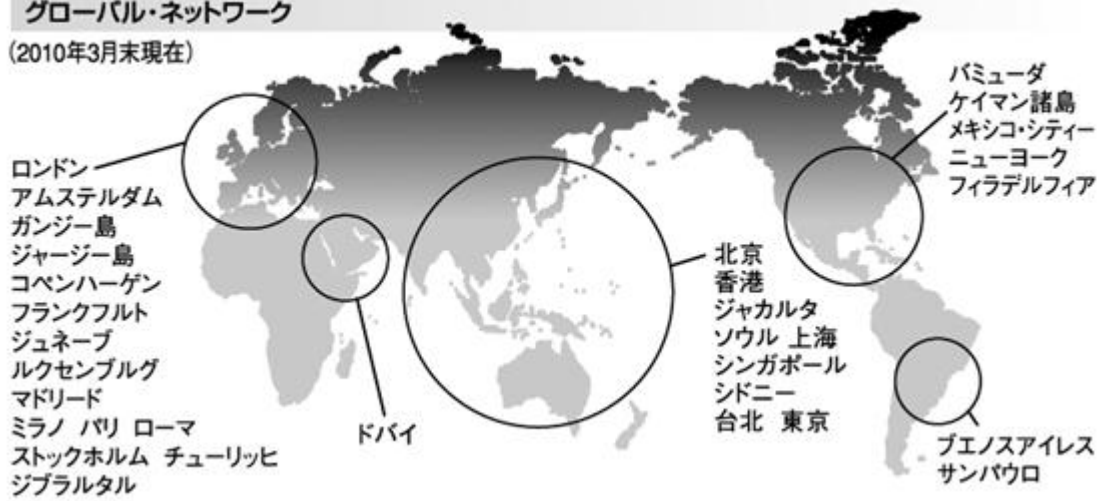 グローバル・ネットワーク
(2010年3月末現在)
ロンドン
アムステルダム
ガンジー島
ジャージー島
コペンハーゲン
フランクフルト
ジュネーブ
ルクセンブルグ
マドリード
ミラノ パリ ローマ
ストックホルム チューリッヒ
ジブラルタル
ドバイ
北京
香港
ジャカルタ
ソウル 上海
シンガポール
シドニー
台北 東京
バミューダ
ケイマン諸島
メキシコ・シティー
ニューヨーク
フィラデルフィア
ブエノスアイレス
サンパウロ